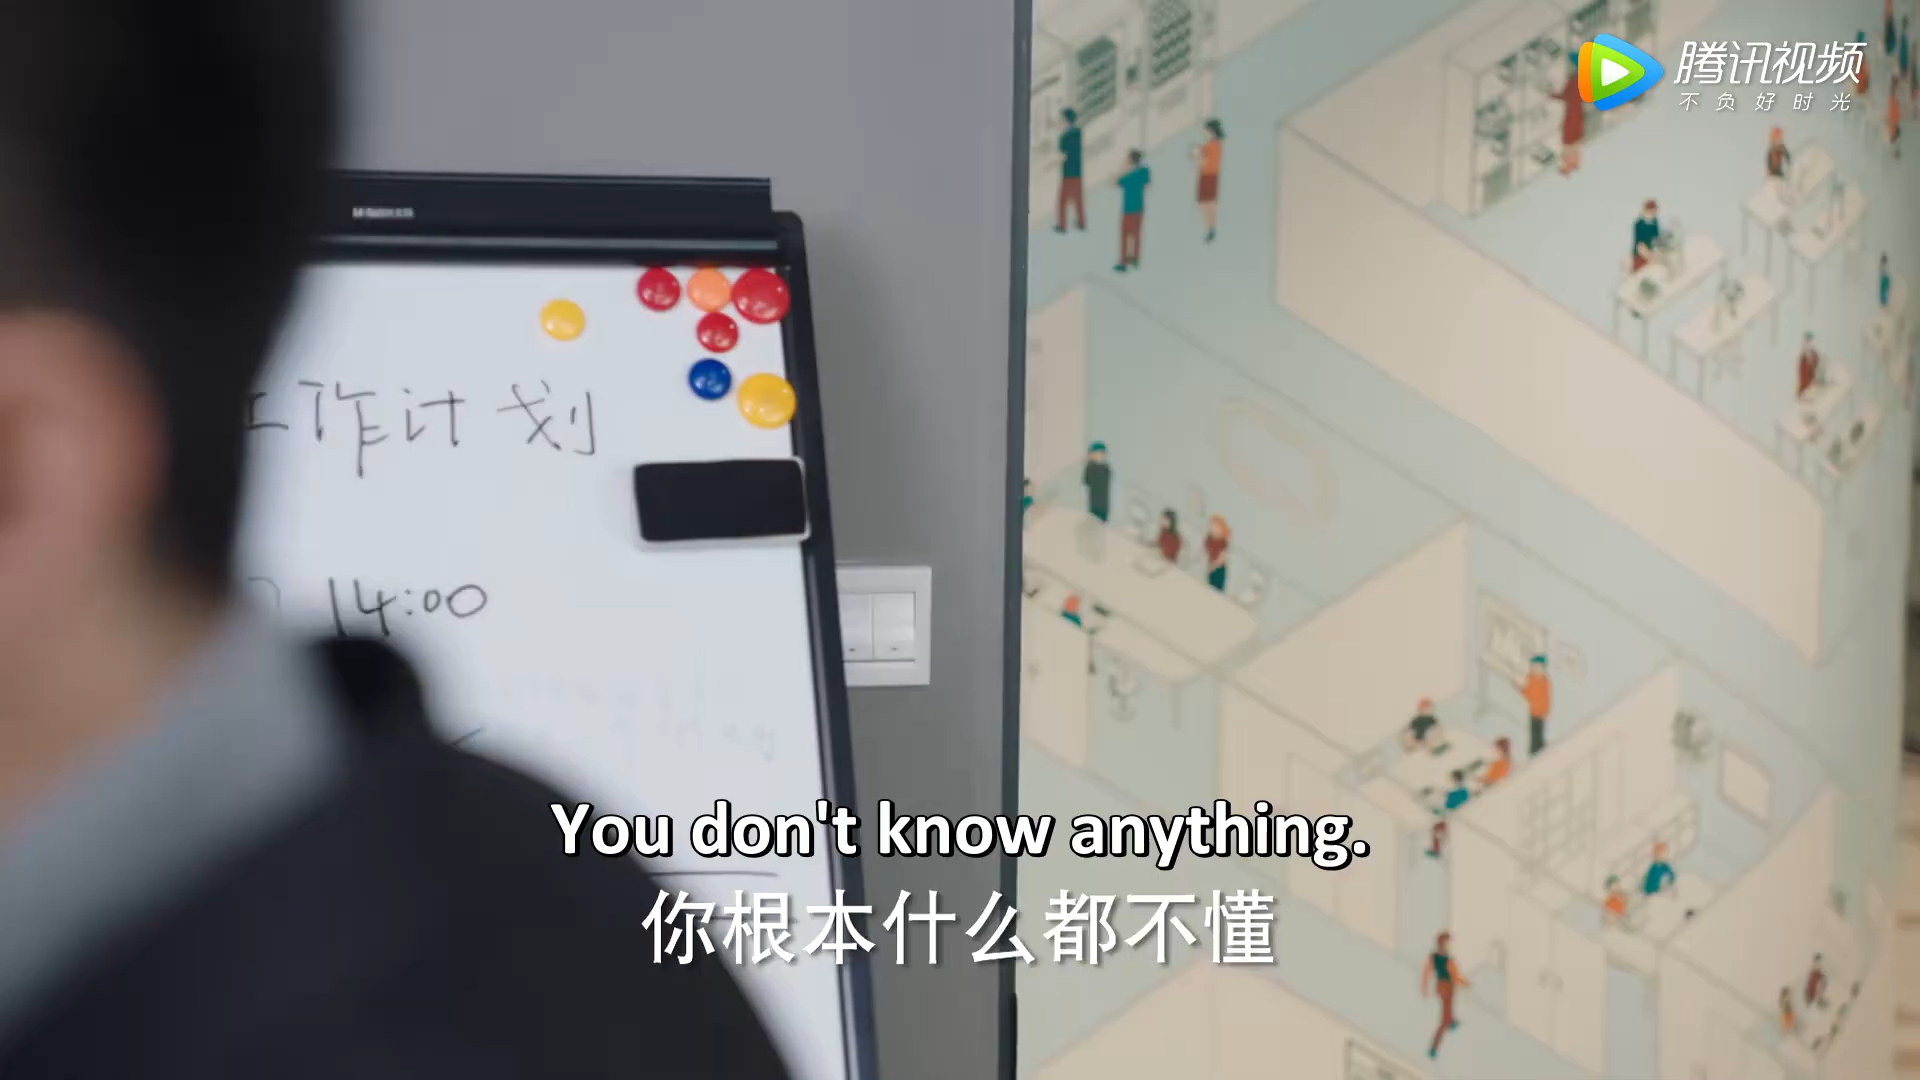 腾讯视频
不负好时光
工作计划
14:00
You don't know anything.
你根本什么都不懂